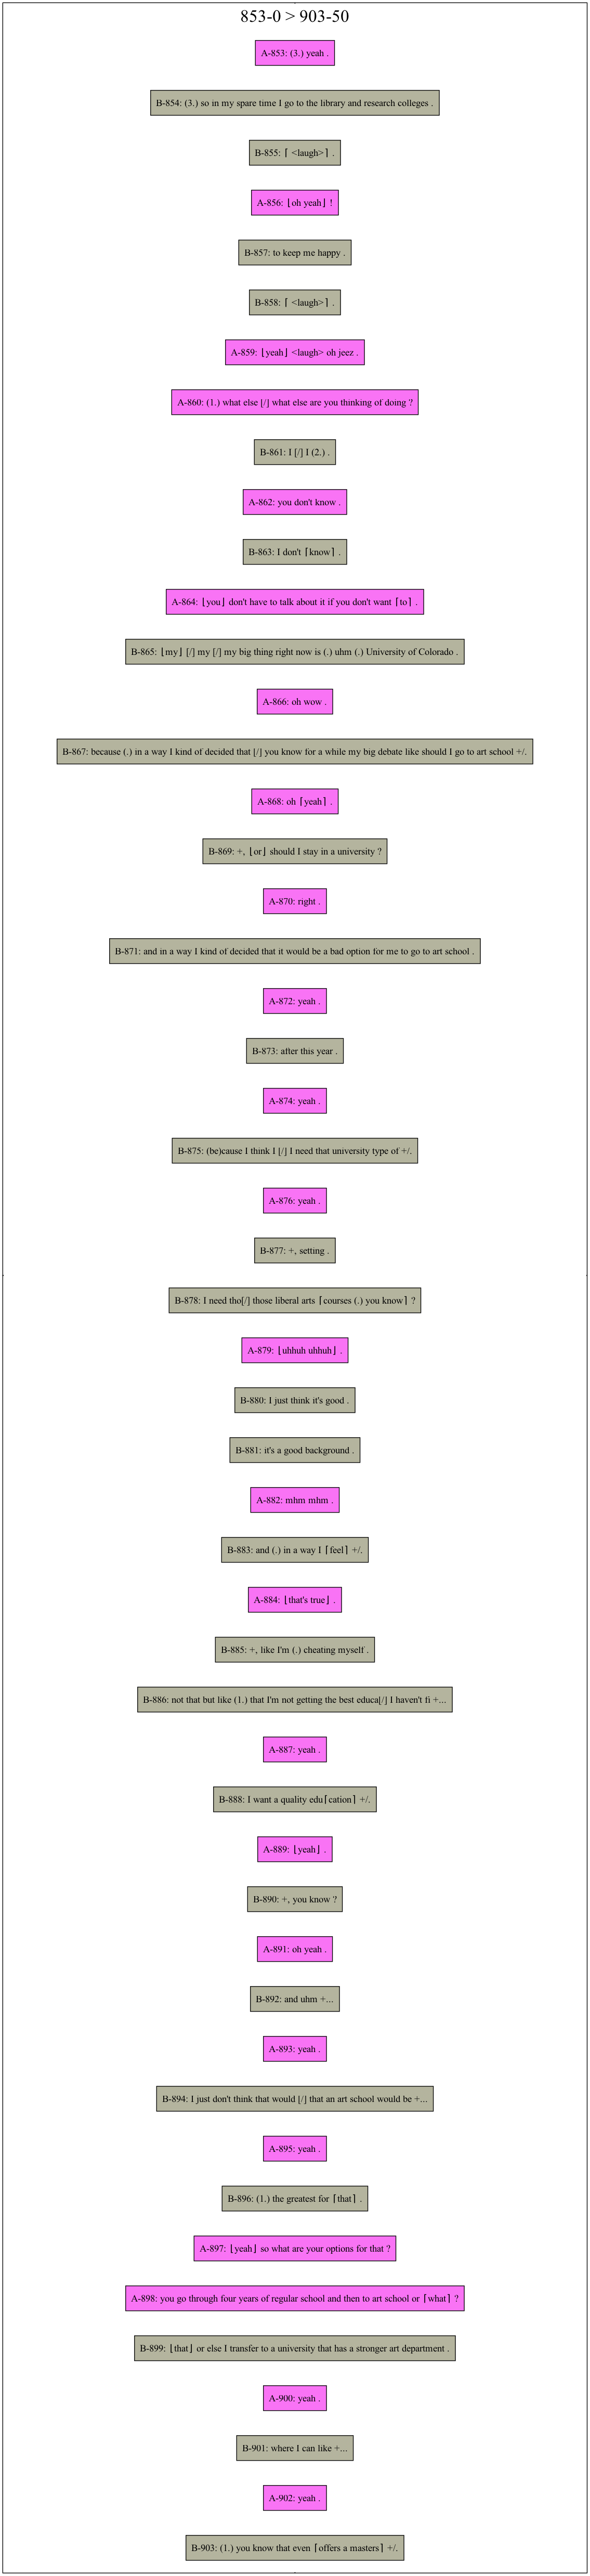 853-0 > 903-50
A-853: (3.) yeah .
B-854: (3.) so in my spare time I go to the library and research colleges .
B-855: ⌈ <laugh>⌉ .
A-856: ⌊oh yeah⌋ !
B-857: to keep me happy .
B-858: ⌈ <laugh>⌉ .
A-859: ⌊yeah⌋ <laugh> oh jeez .
A-860: (1.) what else [/] what else are you thinking of doing ?
B-861: I [/] I (2.) .
A-862: you don't know .
B-863: I don't ⌈know⌉ .
A-864: ⌊you⌋ don't have to talk about it if you don't want ⌈to⌉ .
B-865: ⌊my⌋ [/] my [/] my big thing right now is (.) uhm (.) University of Colorado .
A-866: oh wow .
B-867: because (.) in a way I kind of decided that [/] you know for a while my big debate like should I go to art school +/.
A-868: oh ⌈yeah⌉ .
B-869: +, ⌊or⌋ should I stay in a university ?
A-870: right .
B-871: and in a way I kind of decided that it would be a bad option for me to go to art school .
A-872: yeah .
B-873: after this year .
A-874: yeah .
B-875: (be)cause I think I [/] I need that university type of +/.
A-876: yeah .
B-877: +, setting .
B-878: I need tho[/] those liberal arts ⌈courses (.) you know⌉ ?
A-879: ⌊uhhuh uhhuh⌋ .
B-880: I just think it's good .
B-881: it's a good background .
A-882: mhm mhm .
B-883: and (.) in a way I ⌈feel⌉ +/.
A-884: ⌊that's true⌋ .
B-885: +, like I'm (.) cheating myself .
B-886: not that but like (1.) that I'm not getting the best educa[/] I haven't fi +...
A-887: yeah .
B-888: I want a quality edu⌈cation⌉ +/.
A-889: ⌊yeah⌋ .
B-890: +, you know ?
A-891: oh yeah .
B-892: and uhm +...
A-893: yeah .
B-894: I just don't think that would [/] that an art school would be +...
A-895: yeah .
B-896: (1.) the greatest for ⌈that⌉ .
A-897: ⌊yeah⌋ so what are your options for that ?
A-898: you go through four years of regular school and then to art school or ⌈what⌉ ?
B-899: ⌊that⌋ or else I transfer to a university that has a stronger art department .
A-900: yeah .
B-901: where I can like +...
A-902: yeah .
B-903: (1.) you know that even ⌈offers a masters⌉ +/.